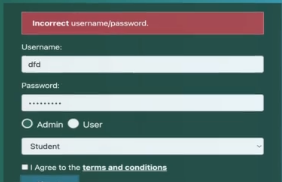 Incorrect username/password.
Username:
dfd
Password:
•••••••••
Admin User
Student
I Agree to the terms and conditions